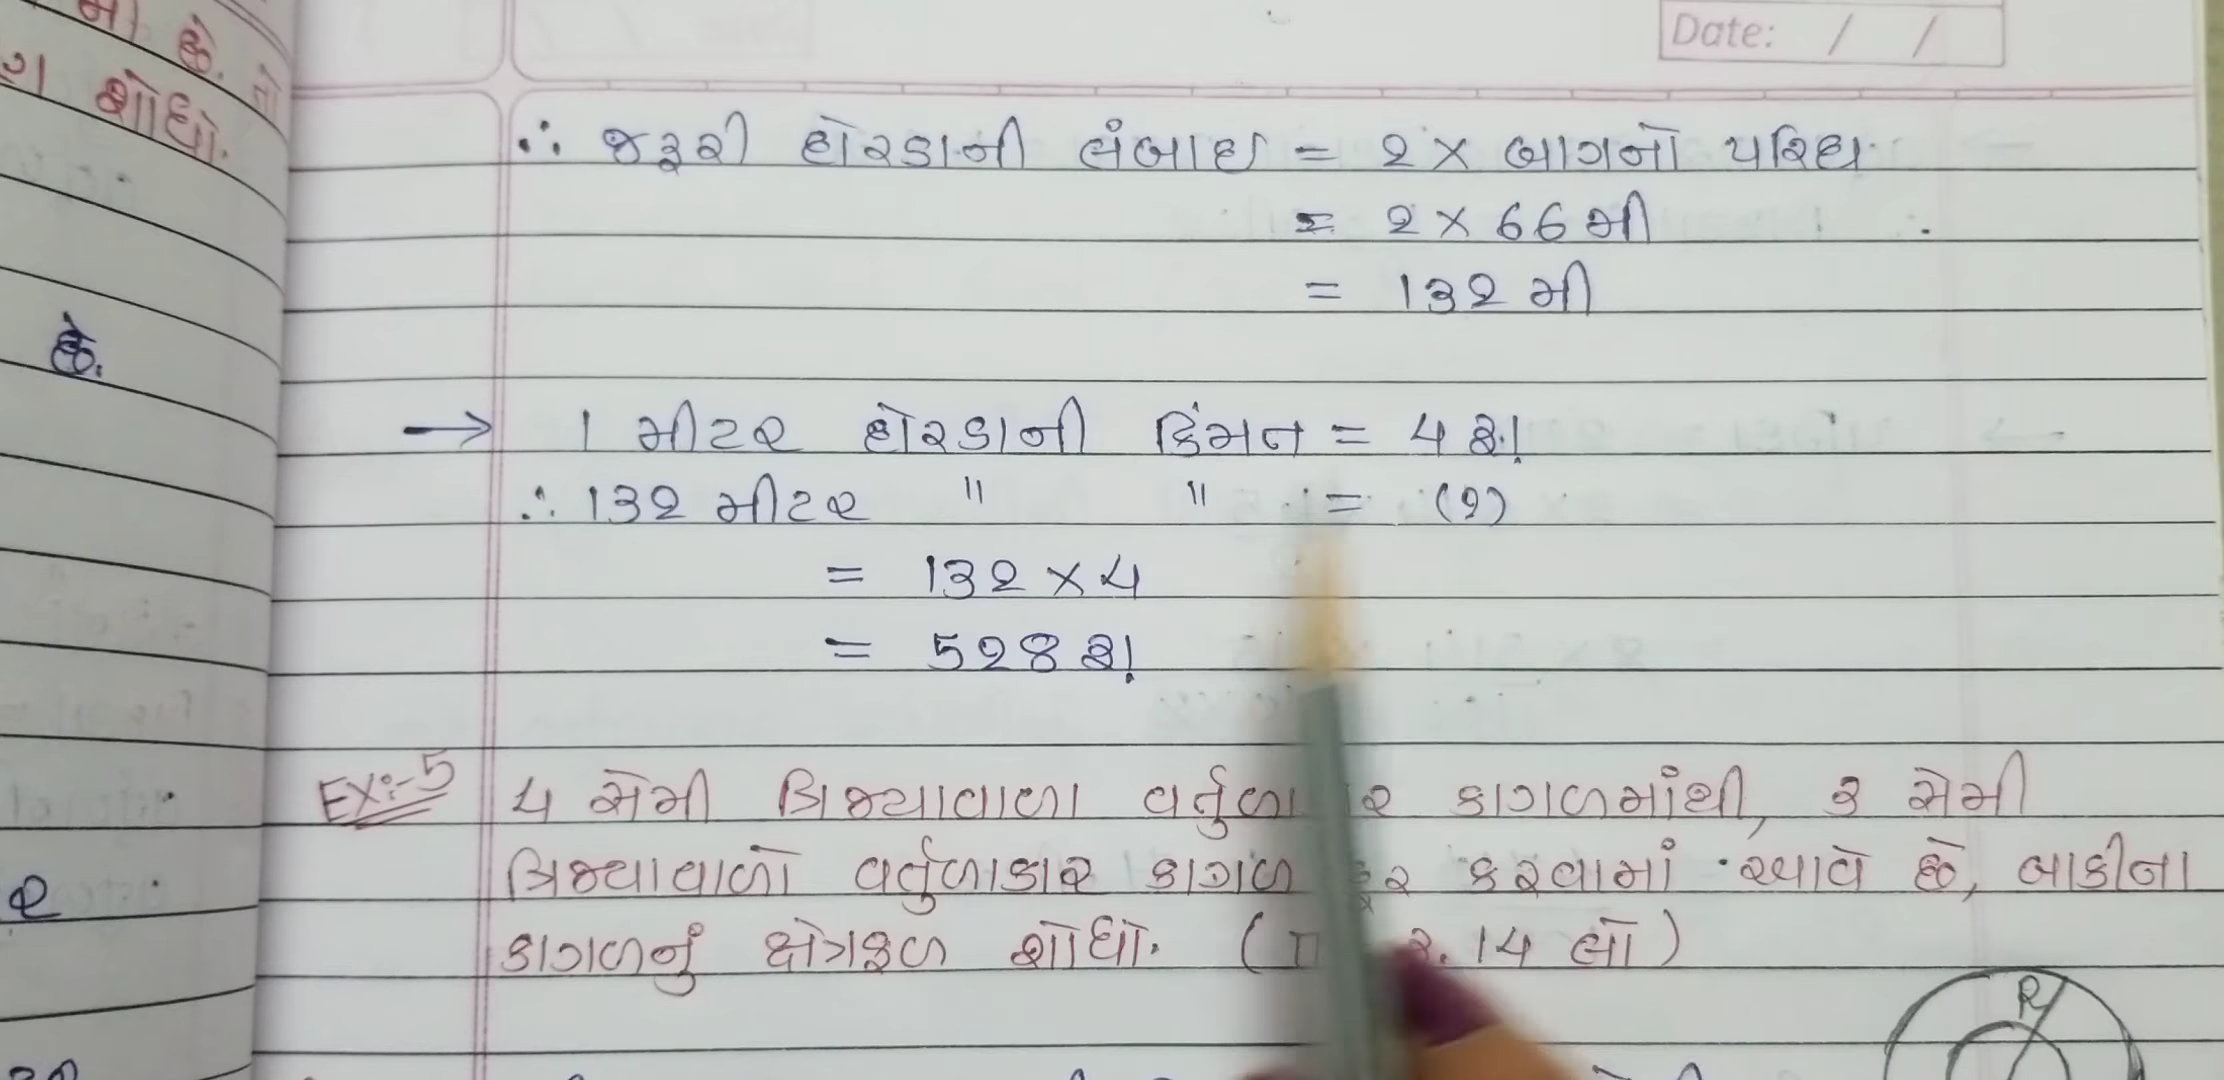 Date: / /
છે.
શોધો.
∴ જરૂરી દોરડાની લંબાઇ = 2 × બાગનો પરિઘ
= 2 × 66 મી
= 132 મી
છે.
→ 1 મીટર દોરડાની કિંમત = 4 રૂ!
∴ 132 મીટર " " = (?)
= 132 × 4
= 528 રૂ!
EX:-5 4 સેમી ત્રિજ્યાવાળા કાગળમાંથી, 3 સેમી
ત્રિજ્યાવાળો વર્તુળાકાર કાગળ કરવામાં આવે છે, બાકીના
કાગળનું ક્ષેત્રફળ શોધો. ( 3.14 લો)
R